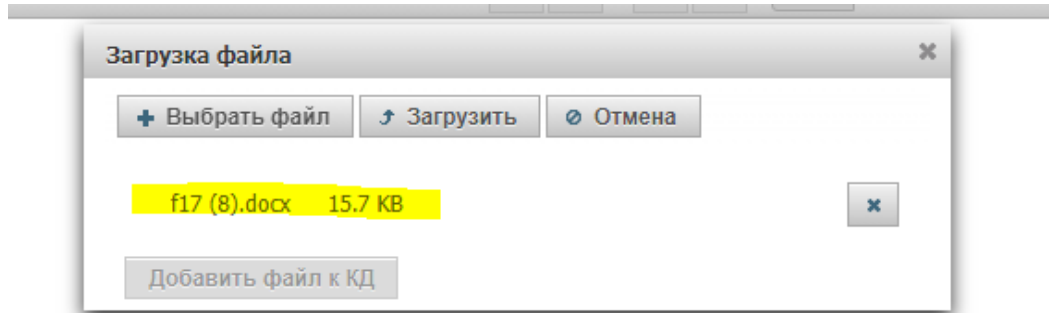 Загрузка файла
Выбрать файл Загрузить Отмена
f17 (8).docx 15.7 KB
Добавить файл к КД